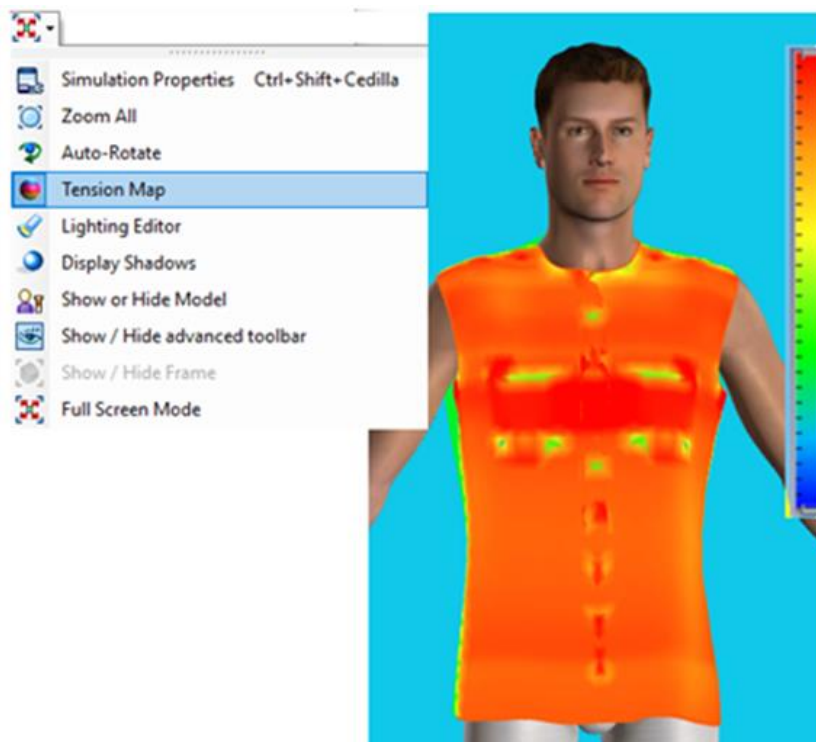 Simulation Properties Ctrl+Shift+Cedilla
Zoom All
Auto-Rotate
Tension Map
Lighting Editor
Display Shadows
Show or Hide Model
Show / Hide advanced toolbar
Show / Hide Frame
Full Screen Mode